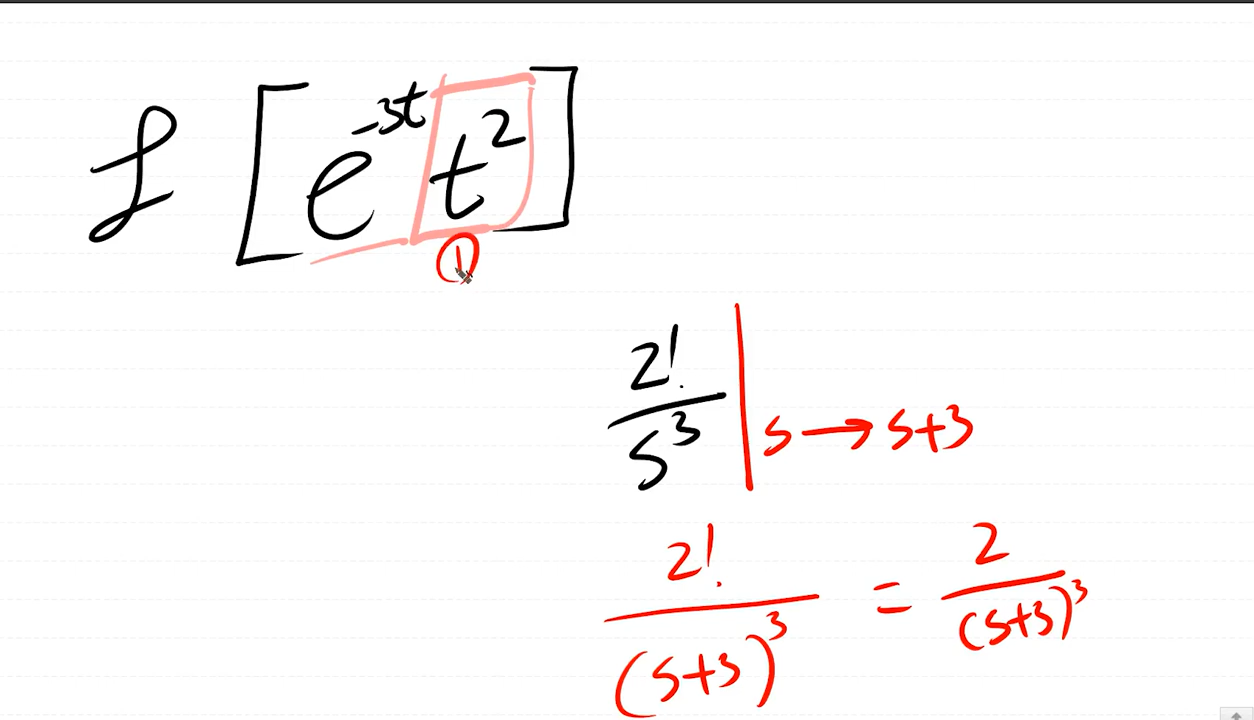 ℒ [e^{-3t} t^2]
①
2!/s^3 | s → s+3
2!/(s+3)^3 = 2/(s+3)^3